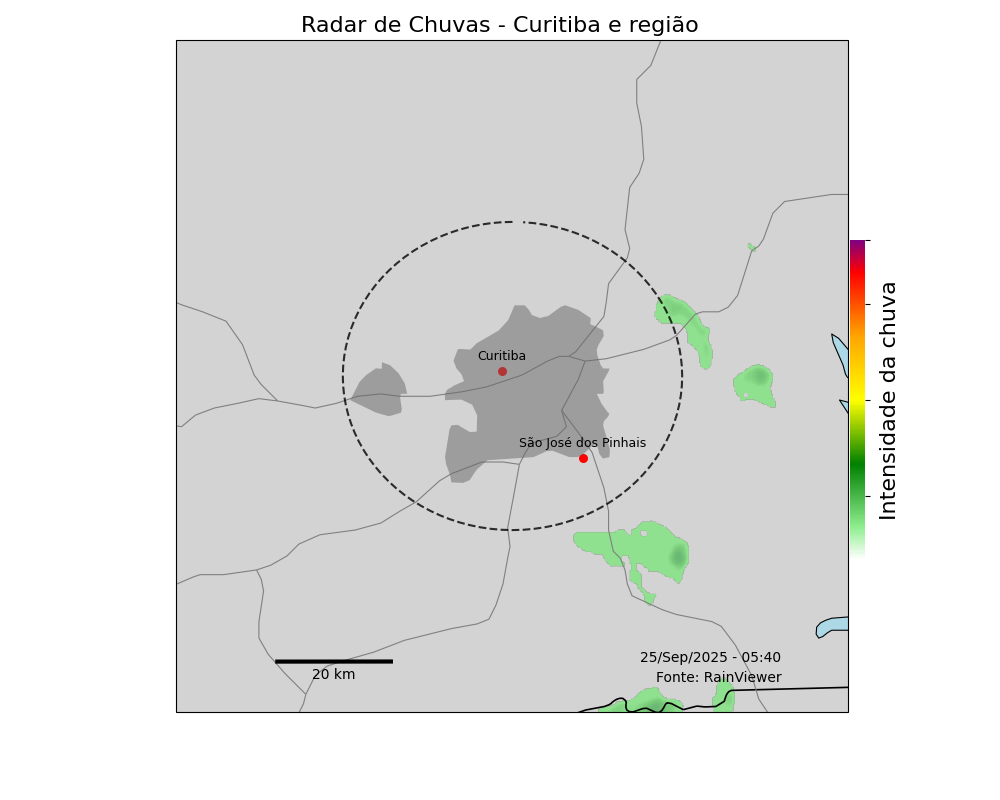 Radar de Chuvas - Curitiba e região
Curitiba
São José dos Pinhais
Intensidade da chuva
25/Sep/2025 - 05:40
20 km
Fonte: RainViewer